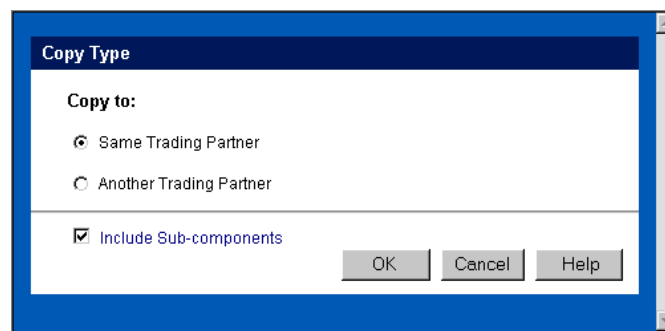 Copy Type
Copy to:
Same Trading Partner
Another Trading Partner
Include Sub-components
OK Cancel Help